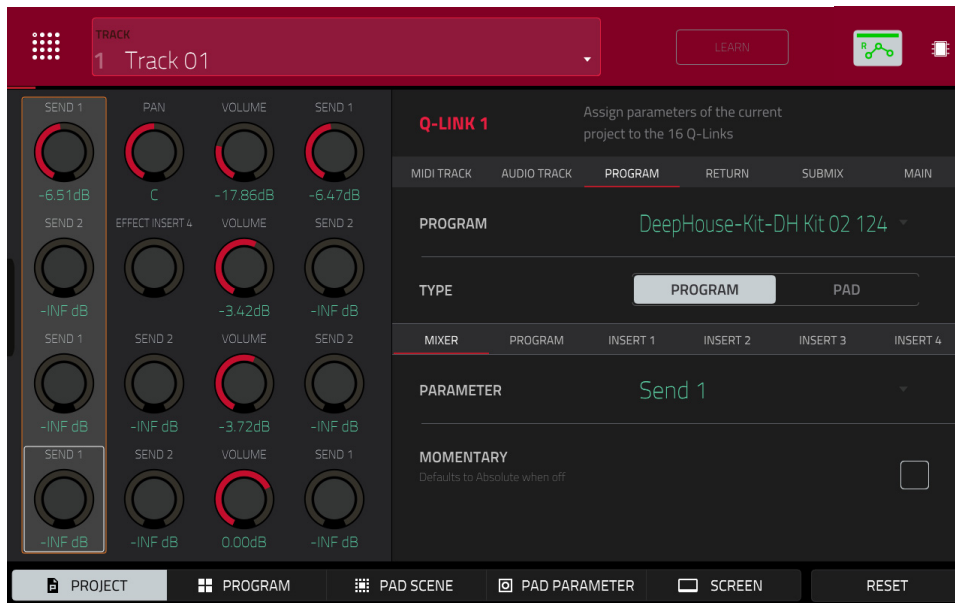 TRACK
1 Track 01
LEARN
R
SEND 1 PAN VOLUME SEND 1
-6.51dB C -17.86dB -6.47dB
SEND 2 EFFECT INSERT 4 VOLUME SEND 2
-INF dB -3.42dB -INF dB
SEND 1 SEND 2 VOLUME SEND 2
-INF dB -INF dB -3.72dB -INF dB
SEND 1 SEND 2 VOLUME SEND 1
-INF dB -INF dB 0.00dB -INF dB
Q-LINK 1
Assign parameters of the current
project to the 16 Q-Links
MIDI TRACK AUDIO TRACK PROGRAM RETURN SUBMIX MAIN
PROGRAM DeepHouse-Kit-DH Kit 02 124
TYPE PROGRAM PAD
MIXER PROGRAM INSERT 1 INSERT 2 INSERT 3 INSERT 4
PARAMETER Send 1
MOMENTARY
Defaults to Absolute when off
PROJECT PROGRAM PAD SCENE PAD PARAMETER SCREEN RESET